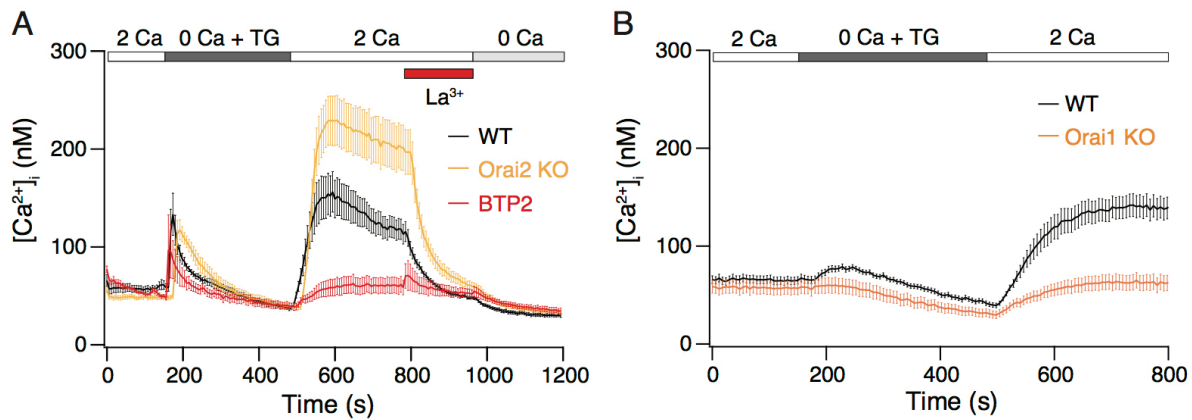 A
2 Ca 0 Ca + TG 2 Ca 0 Ca
La³⁺
WT
Orai2 KO
BTP2
[Ca²⁺]ᵢ (nM)
300
200
100
0
0 200 400 600 800 1000 1200
Time (s)
B
2 Ca 0 Ca + TG 2 Ca
WT
Orai1 KO
[Ca²⁺]ᵢ (nM)
300
200
100
0
0 200 400 600 800
Time (s)